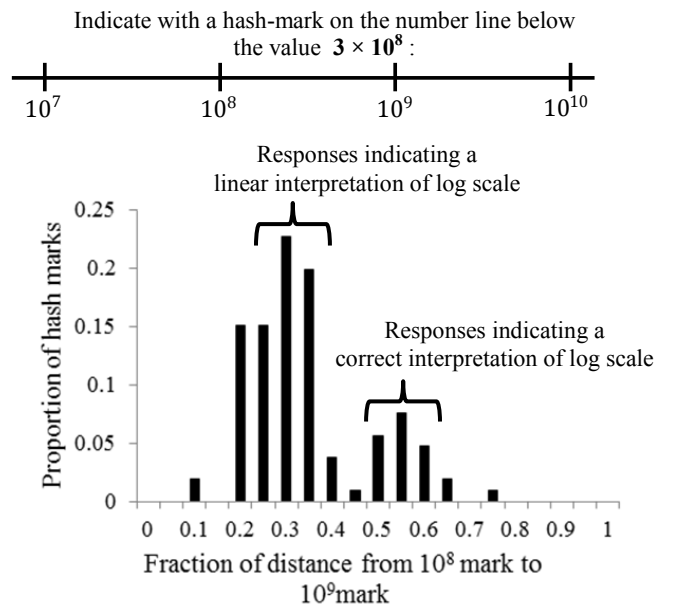 Indicate with a hash-mark on the number line below
the value 3 × 10⁸ :
10⁷ 10⁸ 10⁹ 10¹⁰
Responses indicating a
linear interpretation of log scale
Proportion of hash marks
0.25
0.2
0.15
0.1
0.05
0
Responses indicating a
correct interpretation of log scale
0 0.1 0.2 0.3 0.4 0.5 0.6 0.7 0.8 0.9 1
Fraction of distance from 10⁸ mark to
10⁹mark